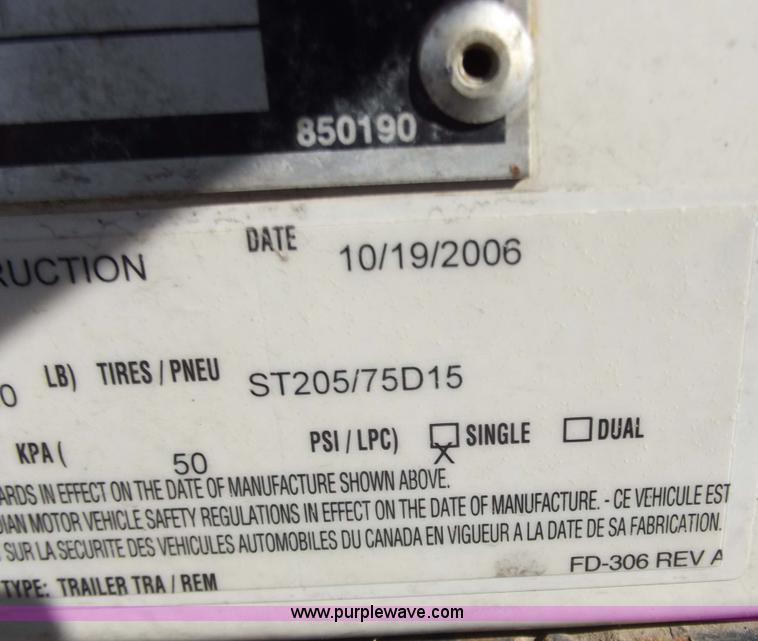 850190
DATE 10/19/2006
RUCTION
0 LB) TIRES / PNEU ST205/75D15
KPA ( 50 PSI / LPC) X SINGLE DUAL
ARDS IN EFFECT ON THE DATE OF MANUFACTURE SHOWN ABOVE.
DIAN MOTOR VEHICLE SAFETY REGULATIONS IN EFFECT ON THE DATE OF MANUFACTURE. - CE VEHICULE EST
SUR LA SECURITE DES VEHICULES AUTOMOBILES DU CANADA EN VIGUEUR A LA DATE DE SA FABRICATION.
FD-306 REV A
TYPE: TRAILER TRA / REM
www.purplewave.com